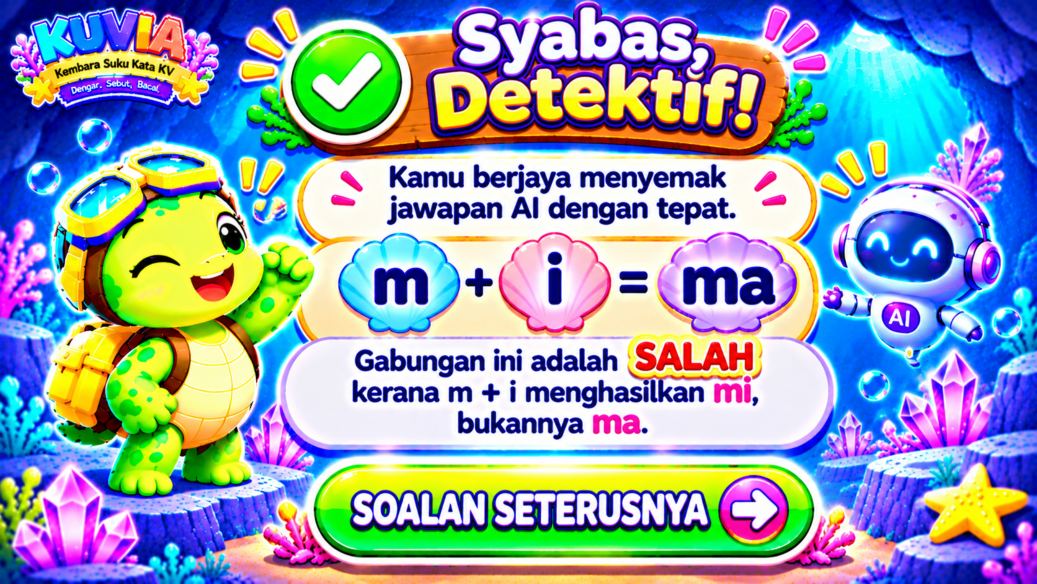 KUVIA
Kembara Suku Kata KV
Dengar, Sebut, Baca!
Syabas,
Detektif!
Kamu berjaya menyemak
jawapan AI dengan tepat.
m + i = ma
AI
Gabungan ini adalah SALAH
kerana m + i menghasilkan mi,
bukannya ma.
SOALAN SETERUSNYA